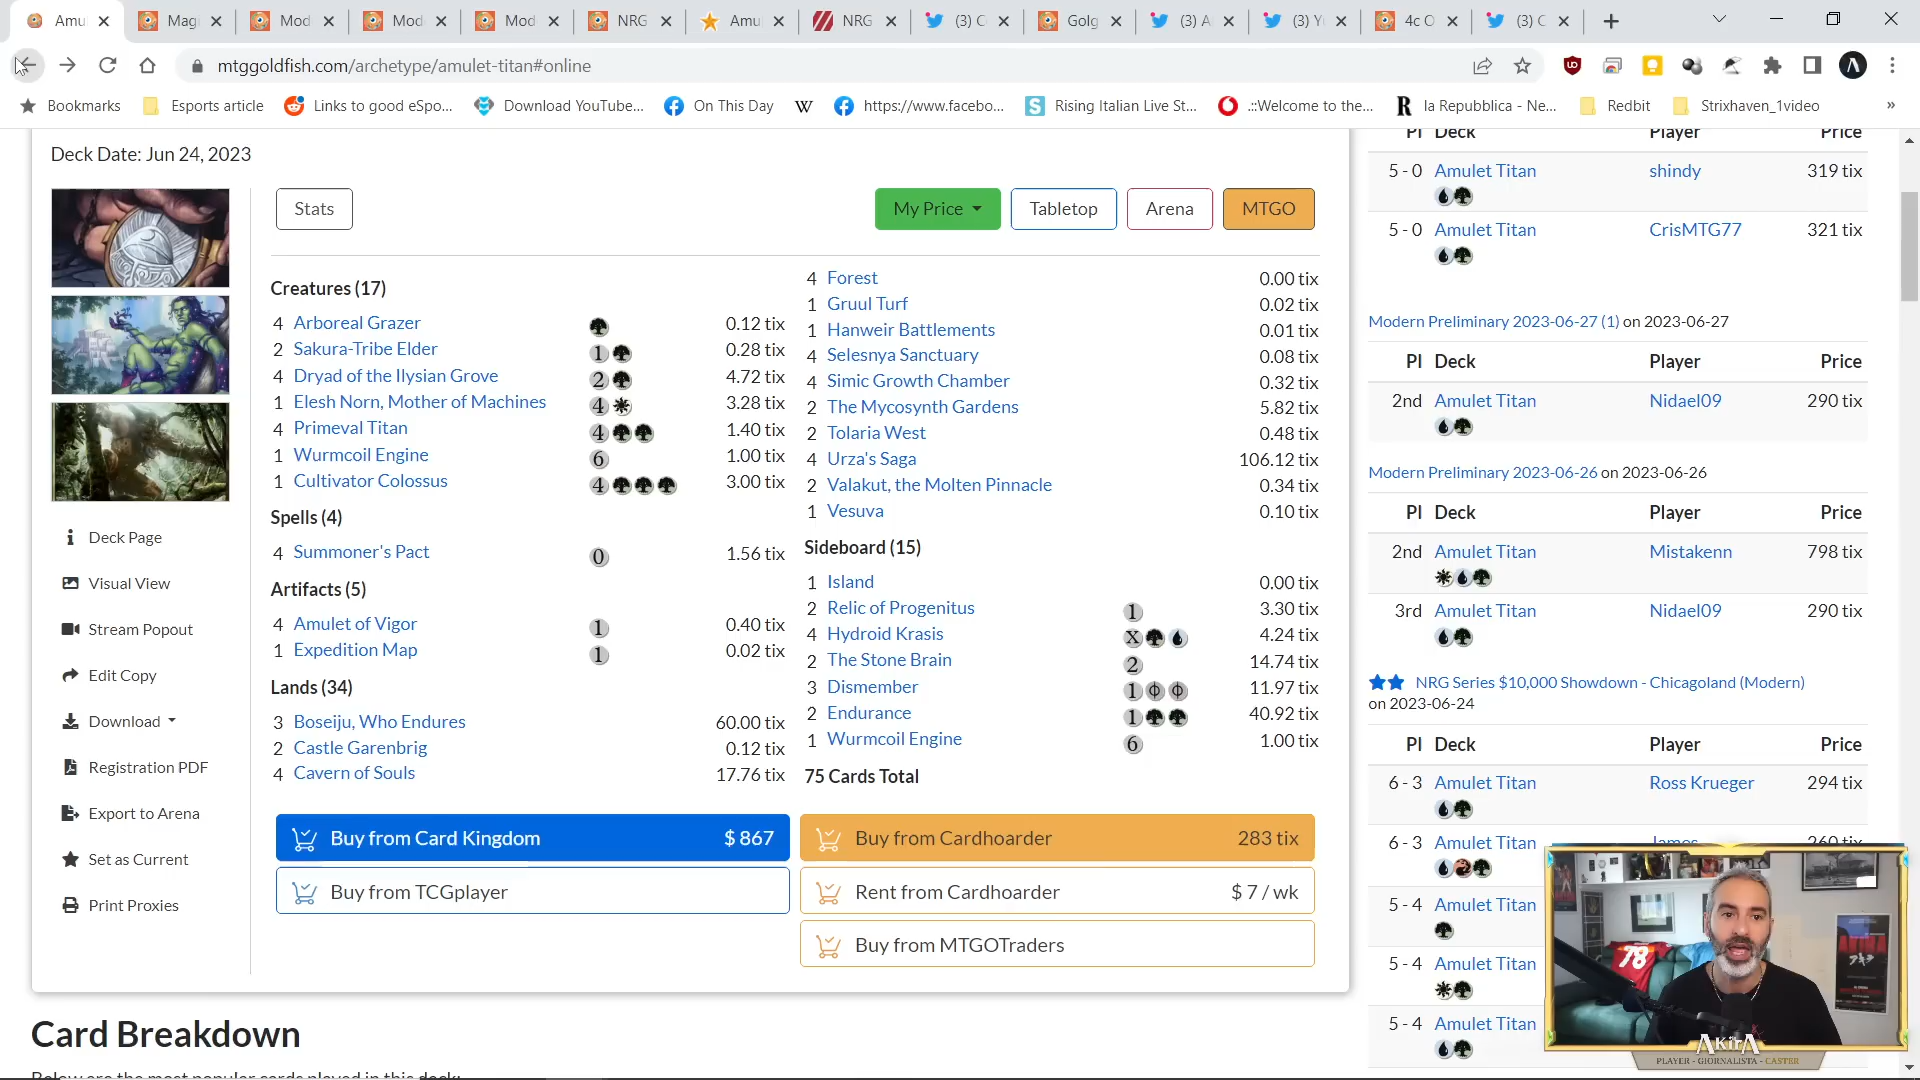 Amu
Mag
Mod
Mod
Mod
NRG
Amu
NRG
(3) C
Golg
(3) A
(3) Y
4c O
(3) C
mtggoldfish.com/archetype/amulet-titan#online
Bookmarks
Esports article
Links to good eSpo...
Download YouTube...
On This Day
W
https://www.facebo...
Rising Italian Live St...
.::Welcome to the...
la Repubblica - Ne...
Redbit
Strixhaven_1video
»
Deck Date: Jun 24, 2023
Stats
My Price
Tabletop
Arena
MTGO
Deck Page
Visual View
Stream Popout
Edit Copy
Download
Registration PDF
Export to Arena
Set as Current
Print Proxies
Creatures (17)
4 Arboreal Grazer 0.12 tix
2 Sakura-Tribe Elder 1 0.28 tix
4 Dryad of the Ilysian Grove 2 4.72 tix
1 Elesh Norn, Mother of Machines 4 3.28 tix
4 Primeval Titan 4 1.40 tix
1 Wurmcoil Engine 6 1.00 tix
1 Cultivator Colossus 4 3.00 tix
Spells (4)
4 Summoner's Pact 0 1.56 tix
Artifacts (5)
4 Amulet of Vigor 1 0.40 tix
1 Expedition Map 1 0.02 tix
Lands (34)
3 Boseiju, Who Endures 60.00 tix
2 Castle Garenbrig 0.12 tix
4 Cavern of Souls 17.76 tix
4 Forest 0.00 tix
1 Gruul Turf 0.02 tix
1 Hanweir Battlements 0.01 tix
4 Selesnya Sanctuary 0.08 tix
4 Simic Growth Chamber 0.32 tix
2 The Mycosynth Gardens 5.82 tix
2 Tolaria West 0.48 tix
4 Urza's Saga 106.12 tix
2 Valakut, the Molten Pinnacle 0.34 tix
1 Vesuva 0.10 tix
Sideboard (15)
1 Island 0.00 tix
2 Relic of Progenitus 1 3.30 tix
4 Hydroid Krasis X 4.24 tix
2 The Stone Brain 2 14.74 tix
3 Dismember 1 11.97 tix
2 Endurance 1 40.92 tix
1 Wurmcoil Engine 6 1.00 tix
75 Cards Total
Buy from Card Kingdom $ 867
Buy from TCGplayer
Buy from Cardhoarder 283 tix
Rent from Cardhoarder $ 7 / wk
Buy from MTGOTraders
Card Breakdown
Pl Deck Player Price
5 - 0 Amulet Titan shindy 319 tix
5 - 0 Amulet Titan CrisMTG77 321 tix
Modern Preliminary 2023-06-27 (1) on 2023-06-27
Pl Deck Player Price
2nd Amulet Titan Nidael09 290 tix
Modern Preliminary 2023-06-26 on 2023-06-26
Pl Deck Player Price
2nd Amulet Titan Mistakenn 798 tix
3rd Amulet Titan Nidael09 290 tix
NRG Series $10,000 Showdown - Chicagoland (Modern)
on 2023-06-24
Pl Deck Player Price
6 - 3 Amulet Titan Ross Krueger 294 tix
6 - 3 Amulet Titan James 260 tix
5 - 4 Amulet Titan
5 - 4 Amulet Titan
5 - 4 Amulet Titan
78
AKirA
PLAYER - GIORNALISTA - CASTER